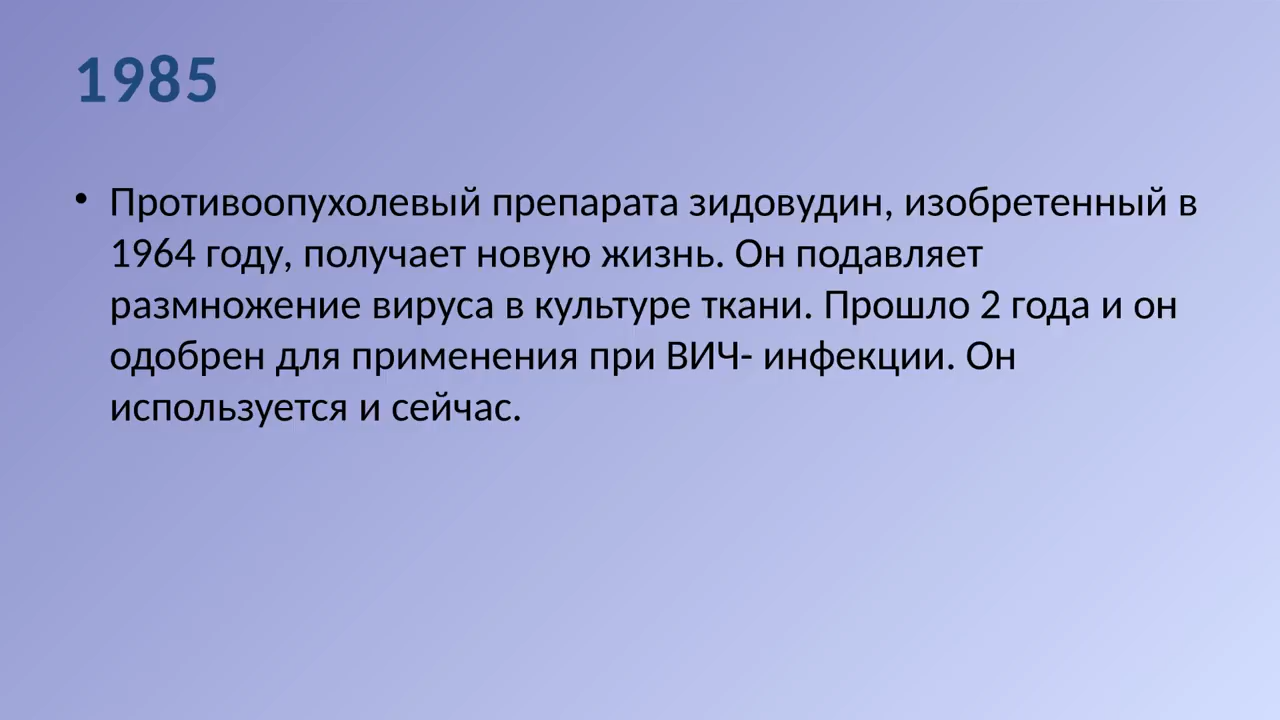 1985
• Противоопухолевый препарата зидовудин, изобретенный в
1964 году, получает новую жизнь. Он подавляет
размножение вируса в культуре ткани. Прошло 2 года и он
одобрен для применения при ВИЧ- инфекции. Он
используется и сейчас.